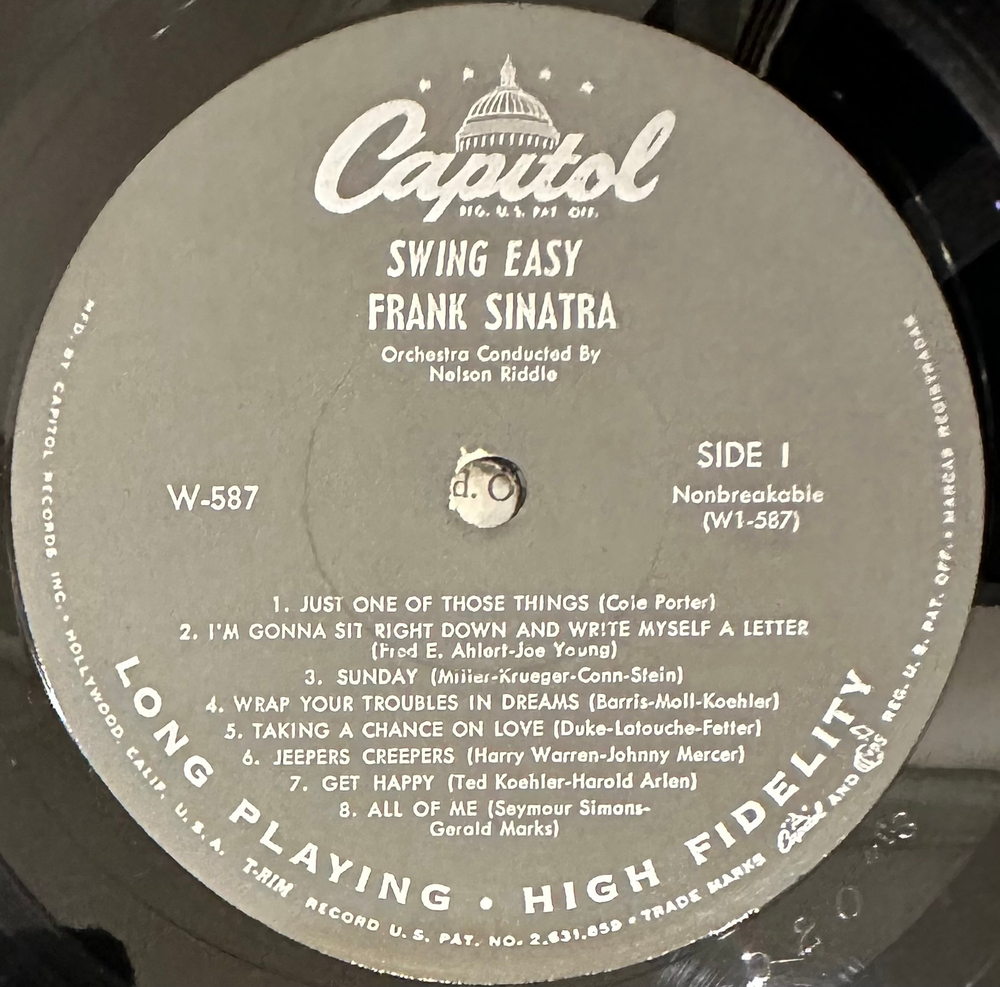 Capitol
REG. U.S. PAT. OFF.
SWING EASY
FRANK SINATRA
Orchestra Conducted By
Nelson Riddle
SIDE 1
W-587
Nonbreakable
(W1-587)
d. O
1. JUST ONE OF THOSE THINGS (Cole Porter)
2. I'M GONNA SIT RIGHT DOWN AND WRITE MYSELF A LETTER
(Fred E. Ahlert-Joe Young)
3. SUNDAY (Miller-Krueger-Conn-Stein)
4. WRAP YOUR TROUBLES IN DREAMS (Barris-Moll-Koehler)
5. TAKING A CHANCE ON LOVE (Duke-Latouche-Fetter)
6. JEEPERS CREEPERS (Harry Warren-Johnny Mercer)
7. GET HAPPY (Ted Koehler-Harold Arlen)
8. ALL OF ME (Seymour Simons-
Gerald Marks)
LONG PLAYING • HIGH FIDELITY
MFD. BY CAPITOL RECORDS, INC. • HOLLYWOOD, CALIF. U. S. A. T-RIM RECORD U. S. PAT. NO. 2,631,859 • TRADE MARKS Capitol AND REG. U. S. PAT. OFF. • MARCAS REGISTRADAS